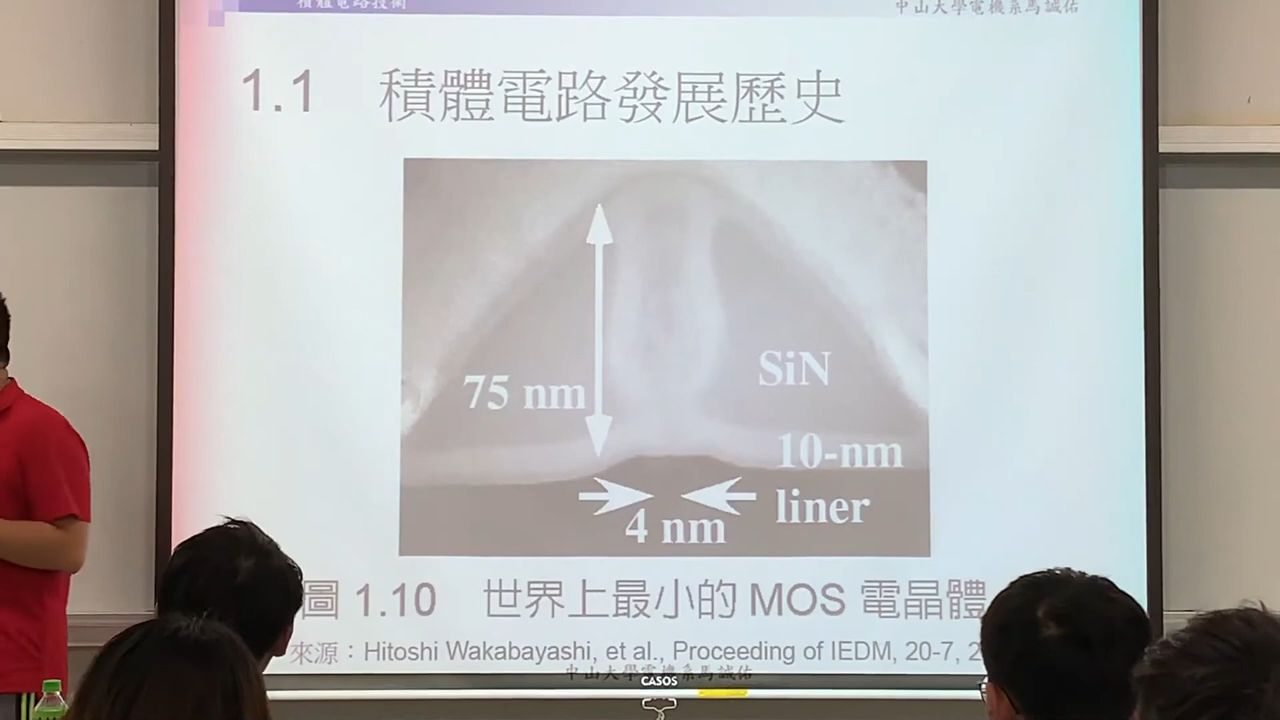 積體電路技術
中山大學電機系馬誠佑
1.1 積體電路發展歷史
75 nm
SiN
10-nm
liner
4 nm
圖 1.10 世界上最小的 MOS 電晶體
來源：Hitoshi Wakabayashi, et al., Proceeding of IEDM, 20-7, 2
中山大學電機系馬誠佑
CASOS